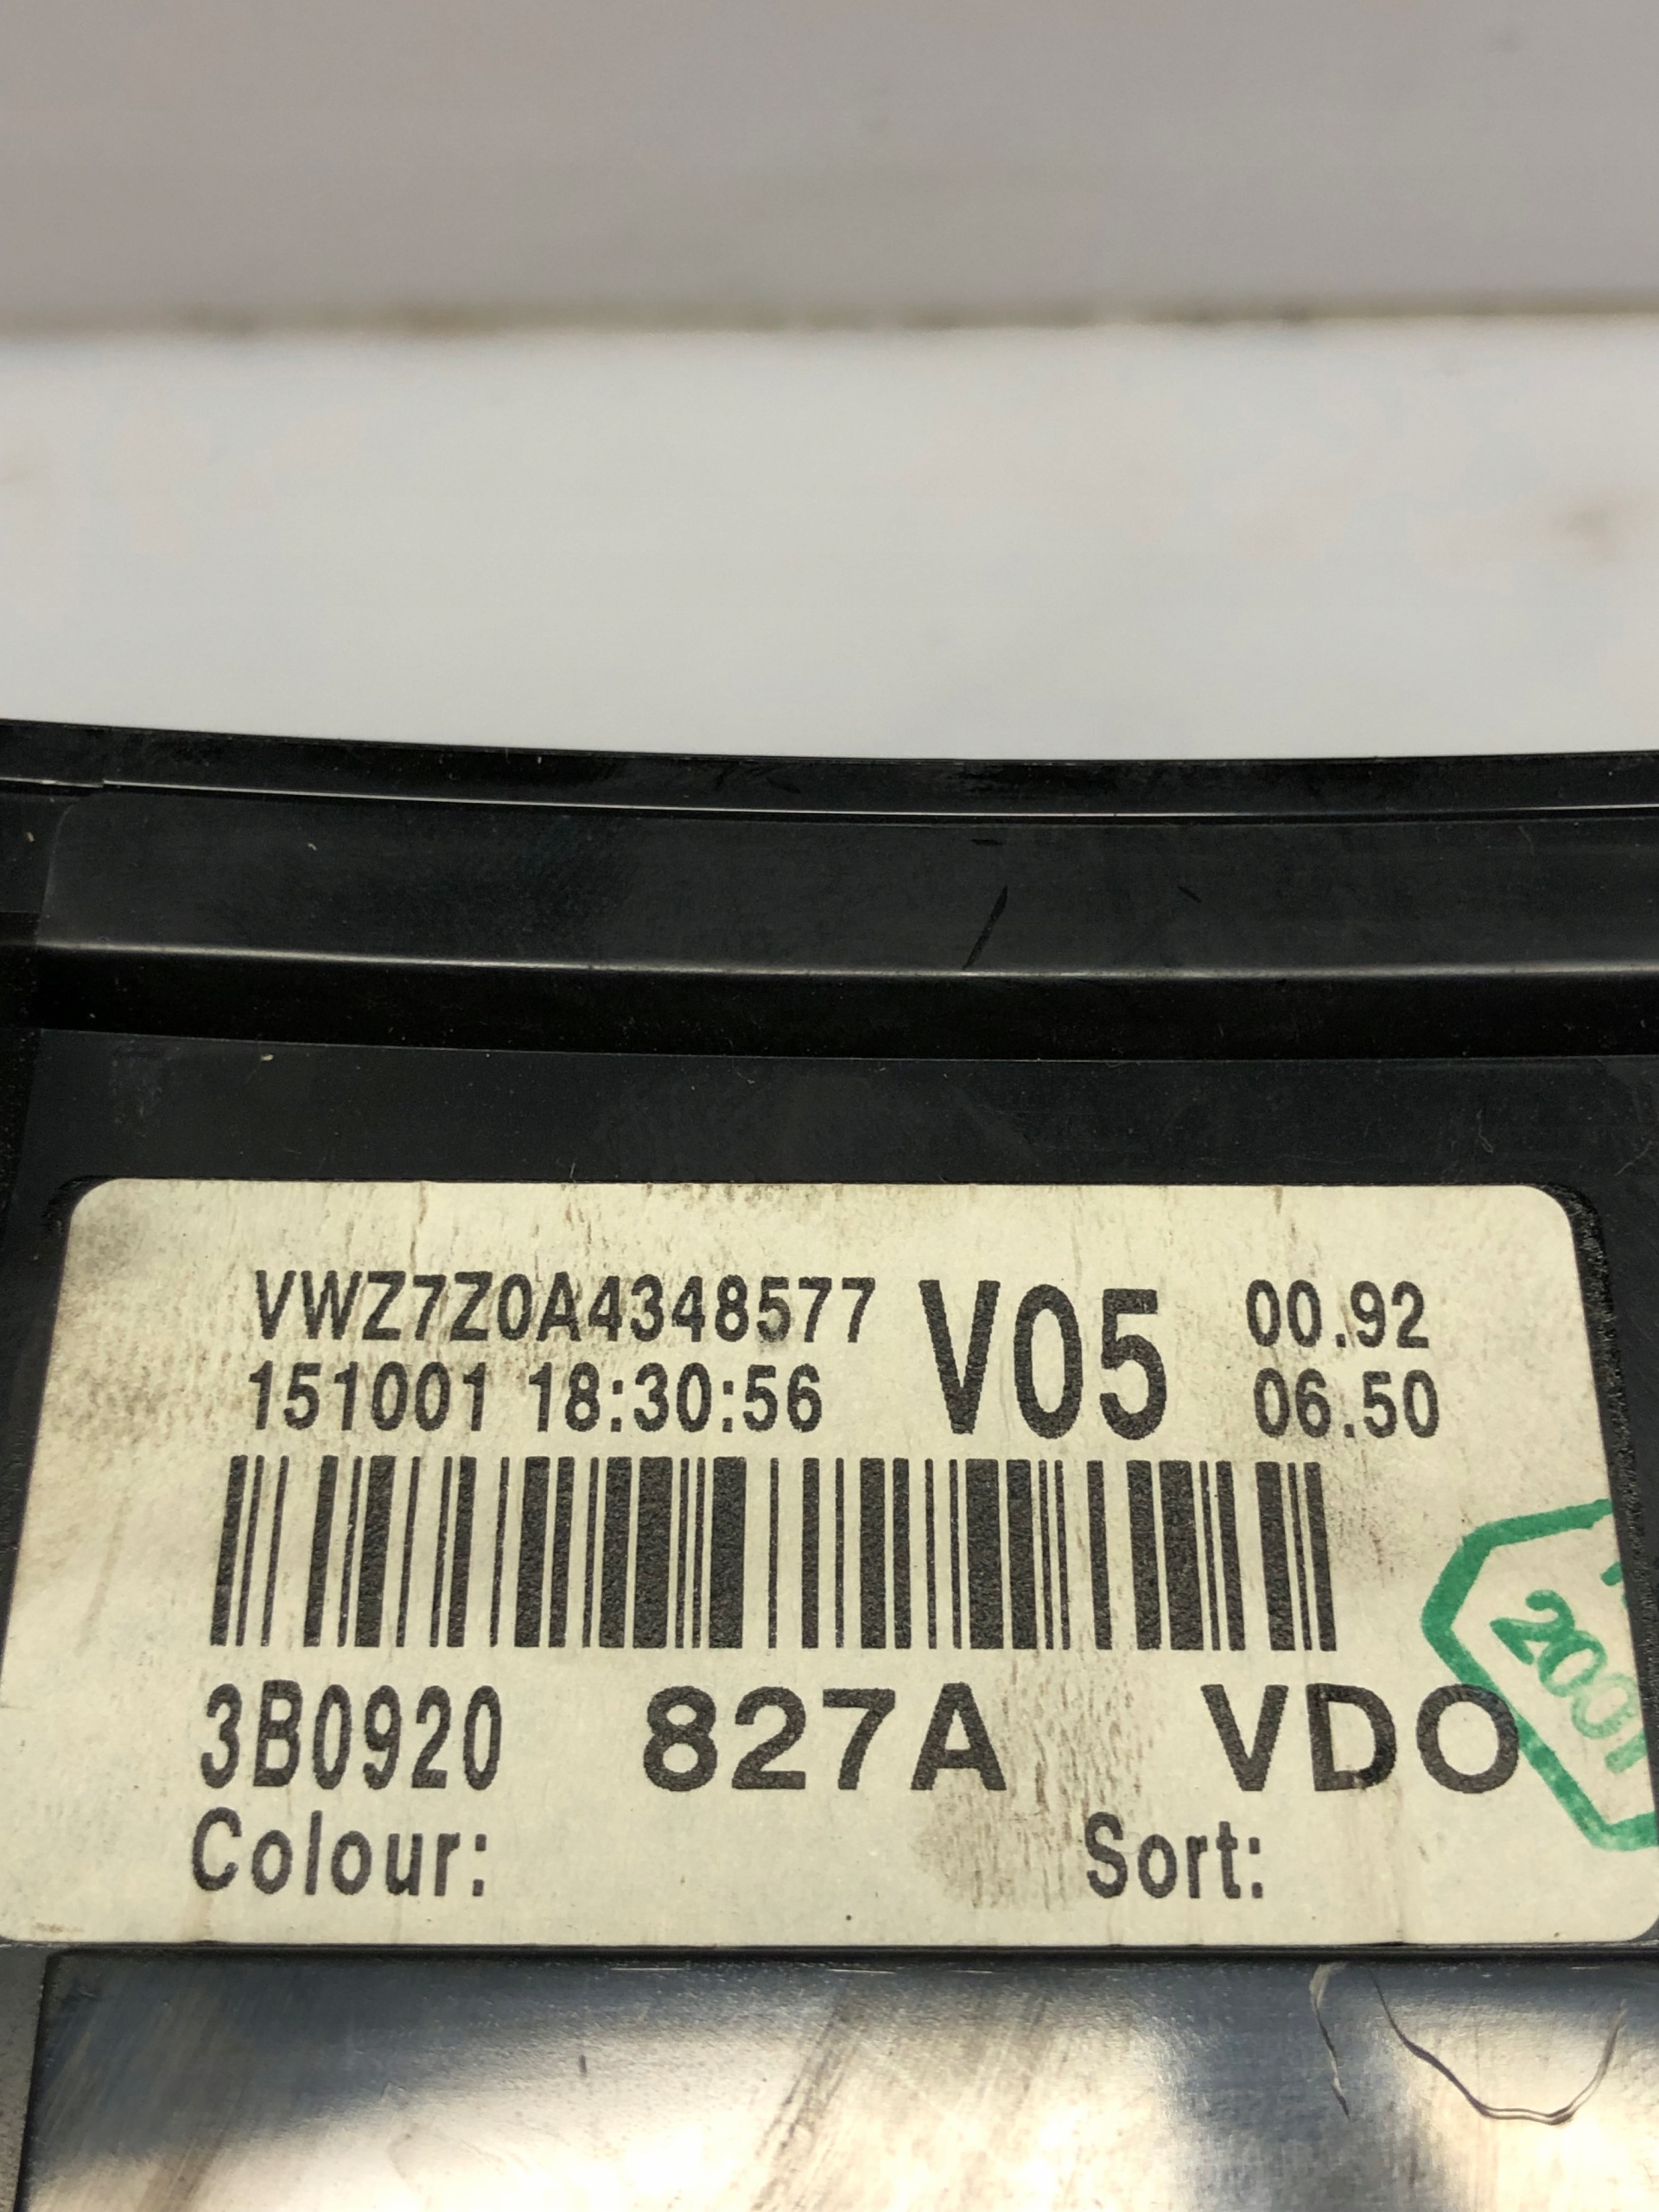 VWZ7Z0A4348577 V05 00.92
151001 18:30:56 06.50
3B0920 827A VDO
Colour: Sort:
2001